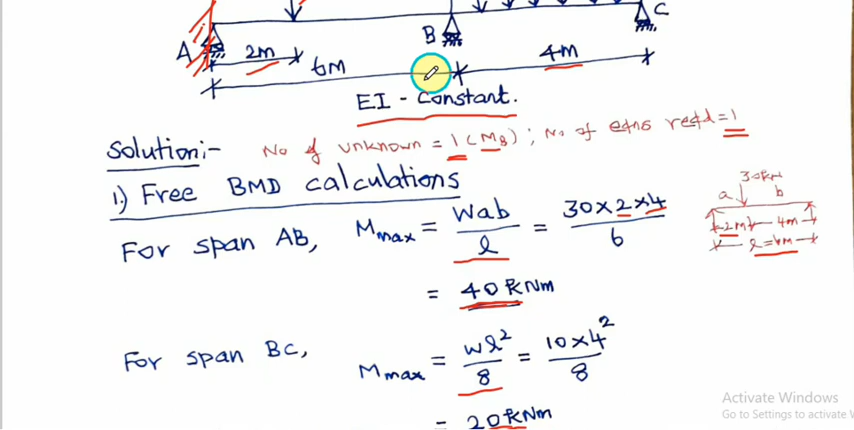 A B C
2m 6m 4m
EI - Constant.
Solution:- No of unknown = 1 (MB) ; No of eqns reqd = 1
1.) Free BMD calculations
For span AB, Mmax = Wab/l = 30×2×4/6
= 40 kNm
30kN
a b
2m 4m
l = 6m
For span BC, Mmax = wl²/8 = 10×4²/8
= 20 kNm
Activate Windows
Go to Settings to activate W